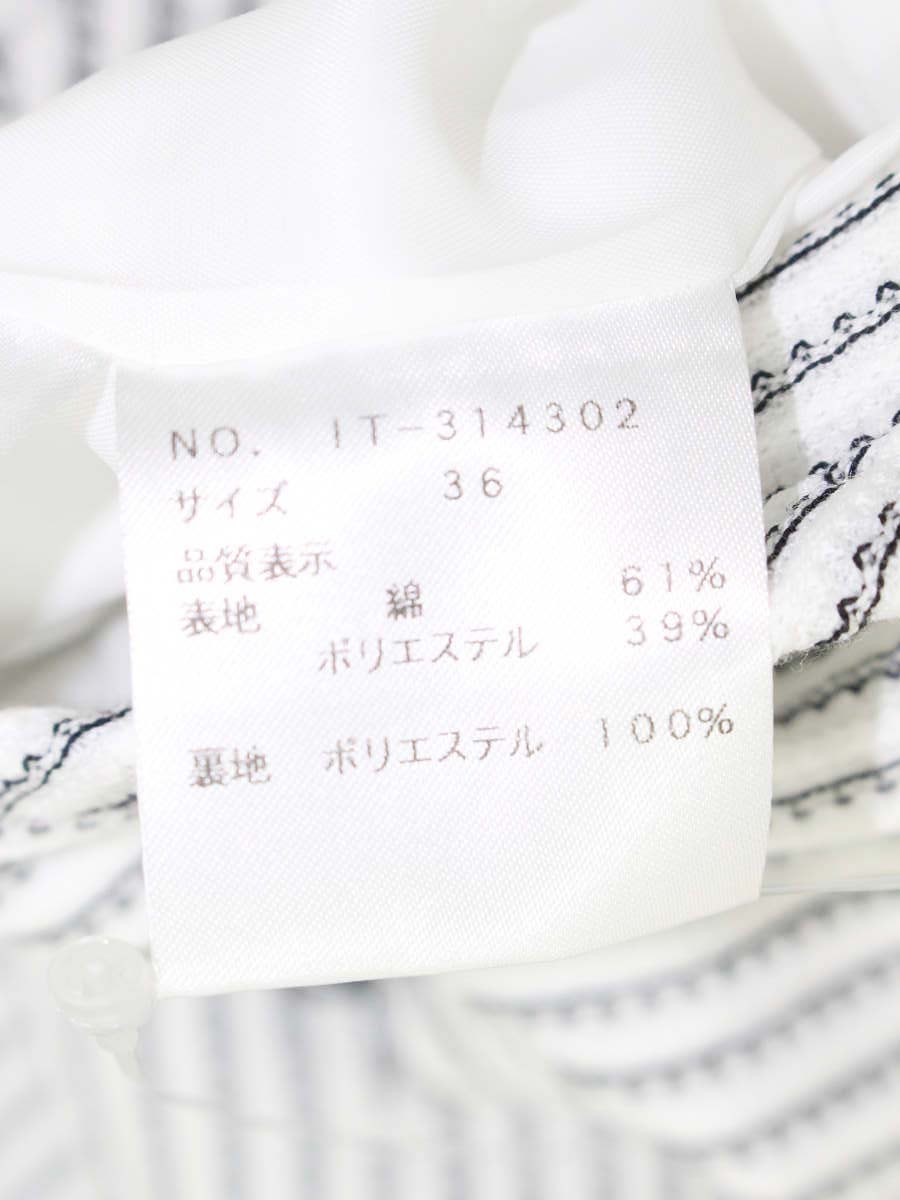 NO. IT-314302
サイズ 36
品質表示
表地 綿 61%
ポリエステル 39%
裏地 ポリエステル 100%